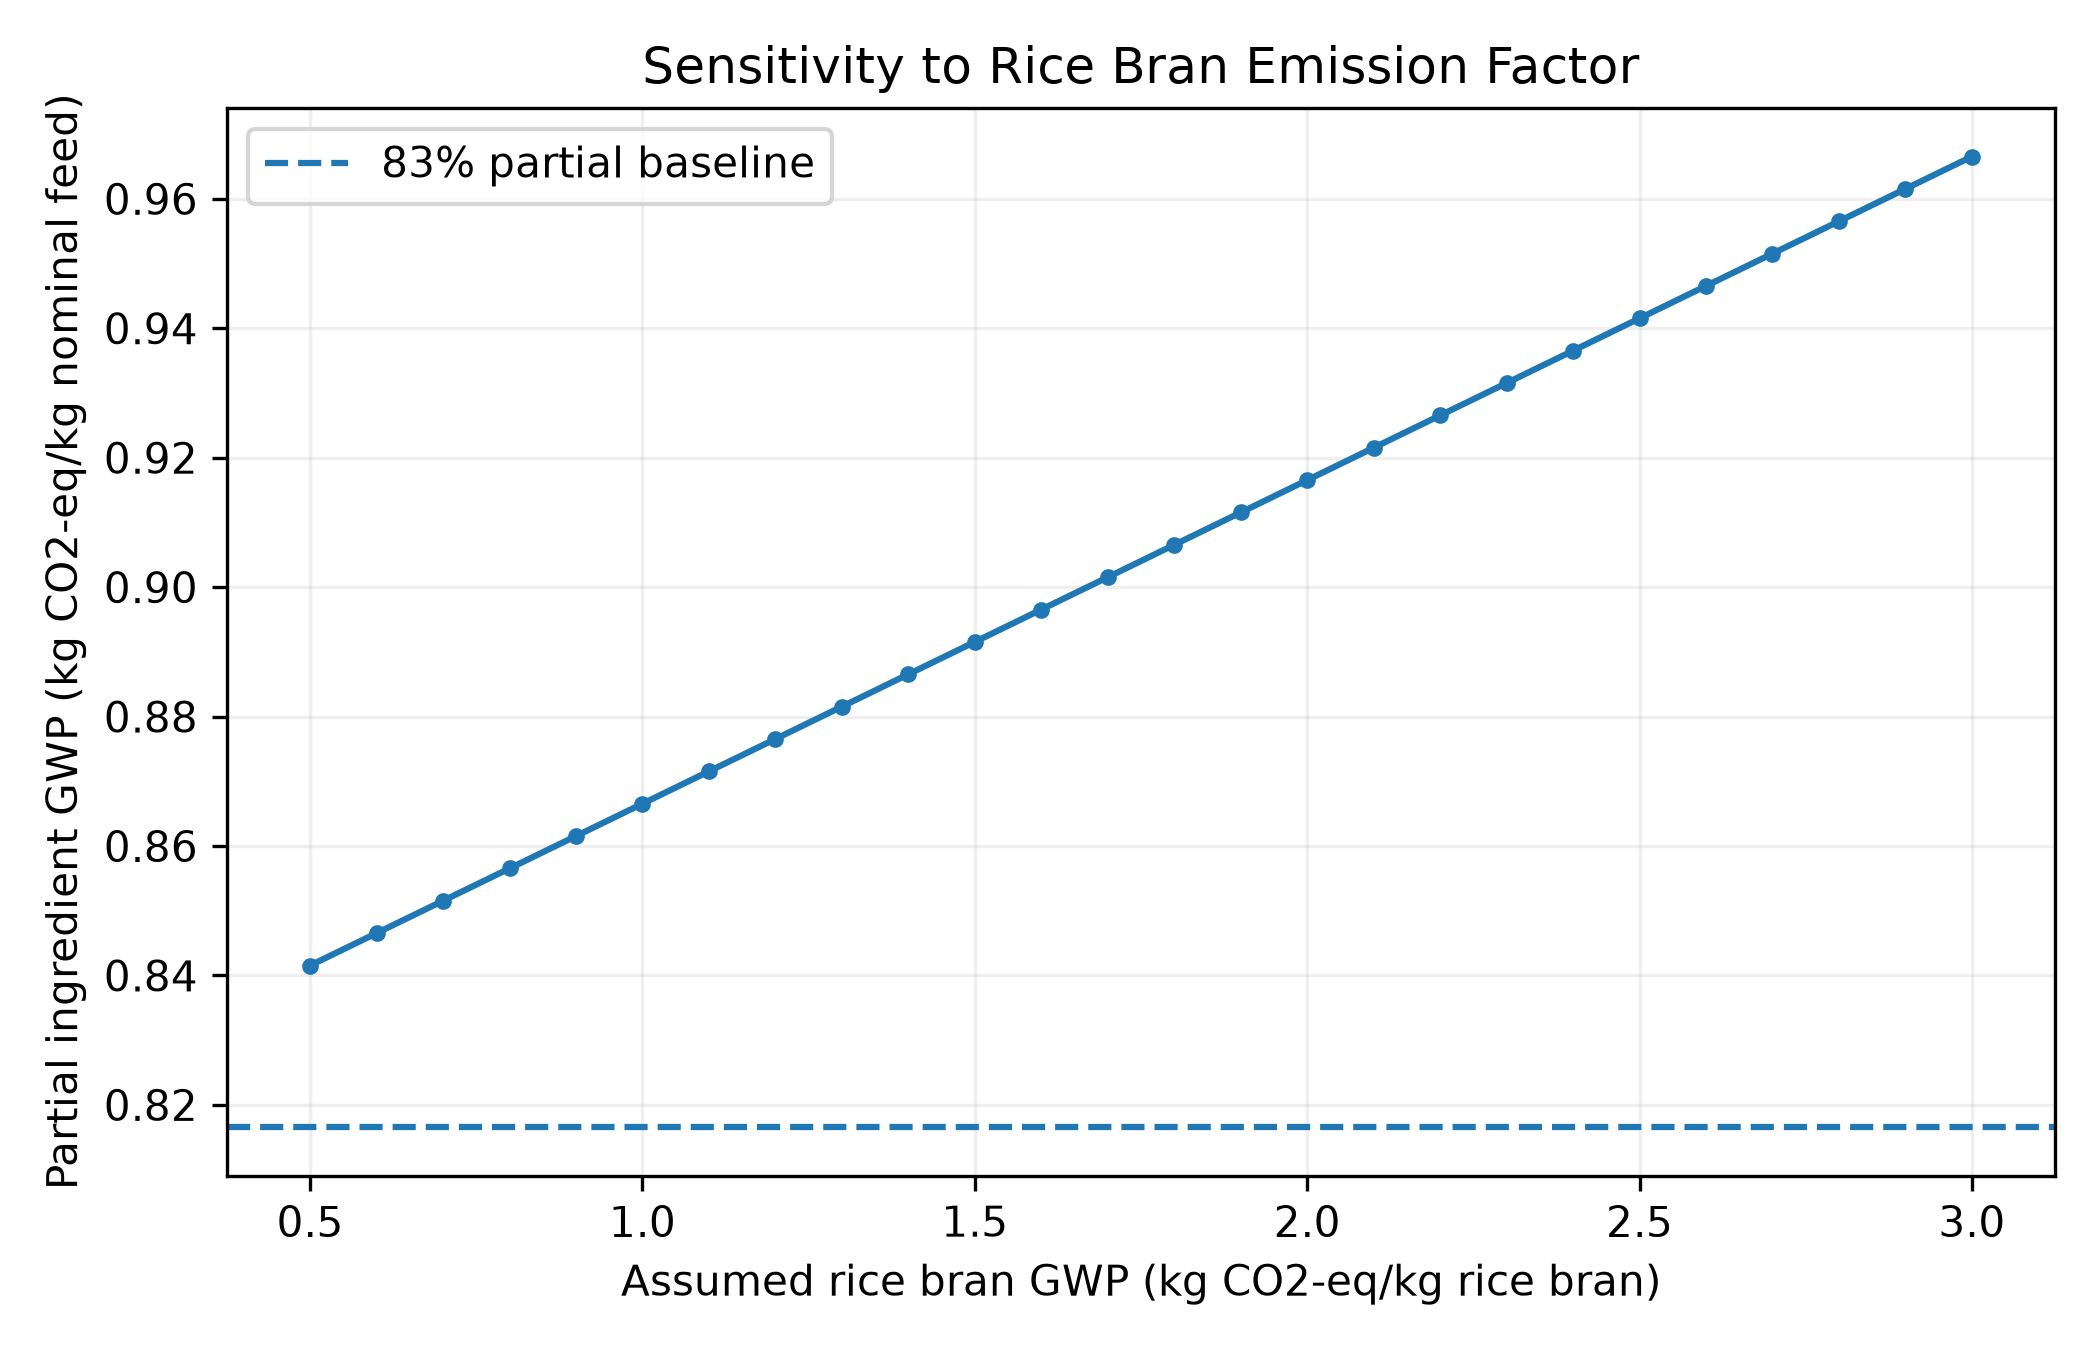 Sensitivity to Rice Bran Emission Factor
83% partial baseline
Partial ingredient GWP (kg CO2-eq/kg nominal feed)
0.96
0.94
0.92
0.90
0.88
0.86
0.84
0.82
0.5 1.0 1.5 2.0 2.5 3.0
Assumed rice bran GWP (kg CO2-eq/kg rice bran)